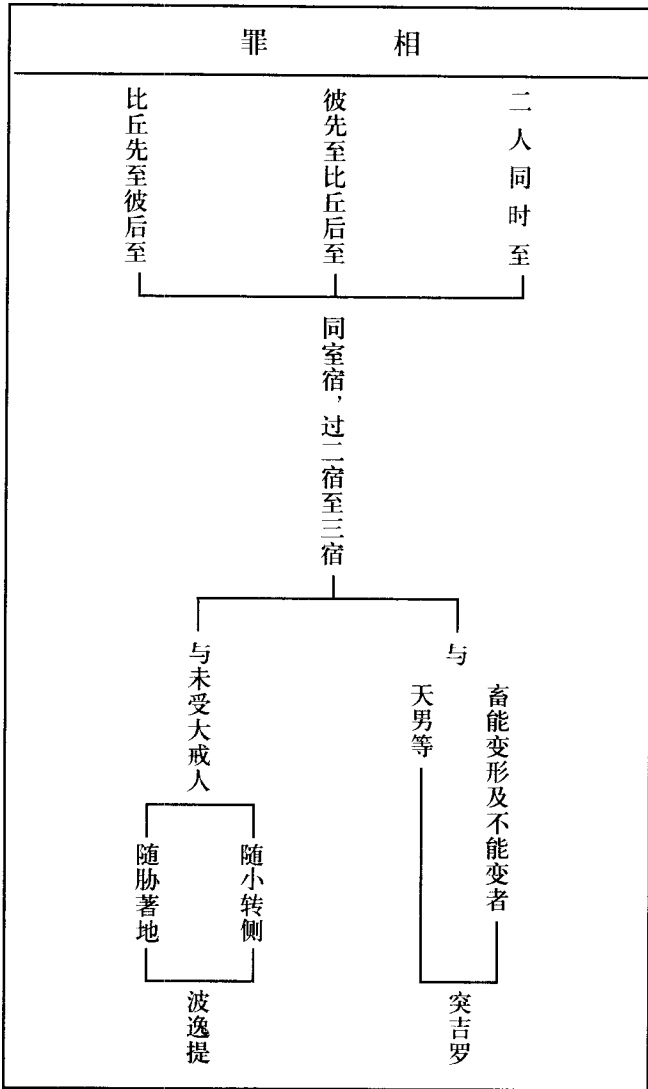 罪相
比丘先至彼后至
彼先至比丘后至
二人同时至
同室宿，过二宿至三宿
与未受大戒人
随胁著地
随小转侧
波逸提
与
天男等
畜能变形及不能变者
突吉罗